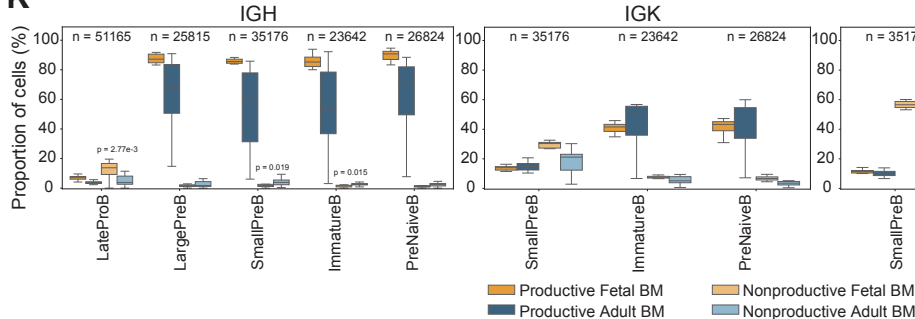 K
IGH
IGK
Proportion of cells (%)
100
80
60
40
20
0
n = 51165
n = 25815
n = 35176
n = 23642
n = 26824
p = 2.77e-3
p = 0.019
p = 0.015
LateProB
LargePreB
SmallPreB
ImmatureB
PreNaiveB
100
80
60
40
20
0
n = 35176
n = 23642
n = 26824
SmallPreB
ImmatureB
PreNaiveB
100
80
60
40
20
0
n = 3517
SmallPreB
Productive Fetal BM
Nonproductive Fetal BM
Productive Adult BM
Nonproductive Adult BM